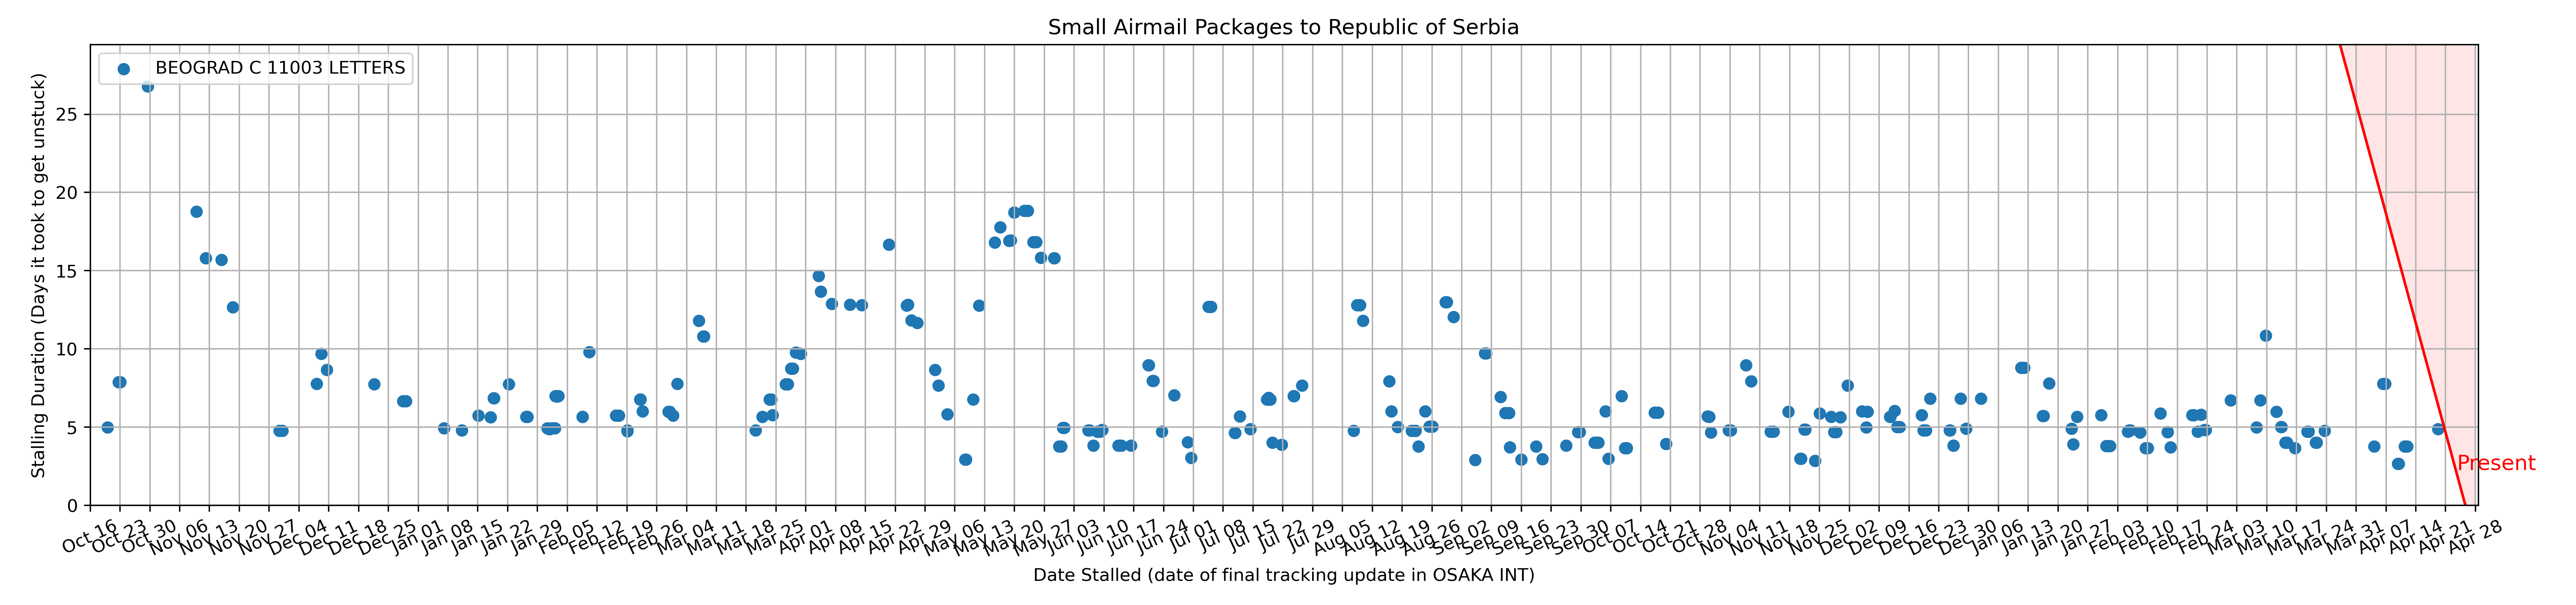 Small Airmail Packages to Republic of Serbia
BEOGRAD C 11003 LETTERS
Stalling Duration (Days it took to get unstuck)
25
20
15
10
5
0
Present
Oct 16
Oct 23
Oct 30
Nov 06
Nov 13
Nov 20
Nov 27
Dec 04
Dec 11
Dec 18
Dec 25
Jan 01
Jan 08
Jan 15
Jan 22
Jan 29
Feb 05
Feb 12
Feb 19
Feb 26
Mar 04
Mar 11
Mar 18
Mar 25
Apr 01
Apr 08
Apr 15
Apr 22
Apr 29
May 06
May 13
May 20
May 27
Jun 03
Jun 10
Jun 17
Jun 24
Jul 01
Jul 08
Jul 15
Jul 22
Jul 29
Aug 05
Aug 12
Aug 19
Aug 26
Sep 02
Sep 09
Sep 16
Sep 23
Sep 30
Oct 07
Oct 14
Oct 21
Oct 28
Nov 04
Nov 11
Nov 18
Nov 25
Dec 02
Dec 09
Dec 16
Dec 23
Dec 30
Jan 06
Jan 13
Jan 20
Jan 27
Feb 03
Feb 10
Feb 17
Feb 24
Mar 03
Mar 10
Mar 17
Mar 24
Mar 31
Apr 07
Apr 14
Apr 21
Apr 28
Date Stalled (date of final tracking update in OSAKA INT)